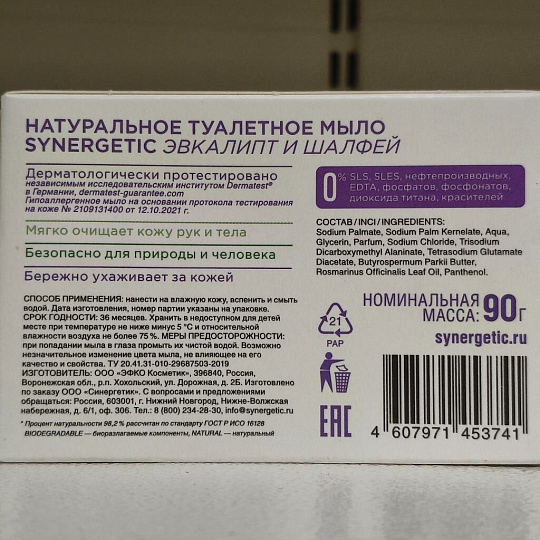 НАТУРАЛЬНОЕ ТУАЛЕТНОЕ МЫЛО
SYNERGETIC ЭВКАЛИПТ И ШАЛФЕЙ
Дерматологически протестировано
независимым исследовательским институтом Dermatest®
в Германии, dermatest-guarantee.com
Гипоаллергенное мыло на основании протокола тестирования
на коже № 2109131400 от 12.10.2021 г.
Мягко очищает кожу рук и тела
Безопасно для природы и человека
Бережно ухаживает за кожей
СПОСОБ ПРИМЕНЕНИЯ: нанести на влажную кожу, вспенить и смыть
водой. Дата изготовления, номер партии указаны на упаковке.
СРОК ГОДНОСТИ: 36 месяцев. Хранить в недоступном для детей
месте при температуре не ниже минус 5 °C и относительной
влажности воздуха не более 75 %. МЕРЫ ПРЕДОСТОРОЖНОСТИ:
при попадании мыла в глаза промыть их чистой водой. Возможно
незначительное изменение цвета мыла, не влияющее на его
качество и свойства. ТУ 20.41.31-010-29687503-2019
ИЗГОТОВИТЕЛЬ: ООО «ЭФКО Косметик», 396840, Россия,
Воронежская обл., р.п. Хохольский, ул. Дорожная, д. 2Б. Изготовлено
по заказу ООО «Синергетик». С вопросами и предложениями
обращаться: Россия, 603001, г. Нижний Новгород, Нижне-Волжская
набережная, д. 6/1, оф. 306. Тел.: 8 (800) 234-28-30, info@synergetic.ru
* Процент натуральности 98,2 % рассчитан по стандарту ГОСТ Р ИСО 16128
BIODEGRADABLE — биоразлагаемые компоненты, NATURAL — натуральный
0% SLS, SLES, нефтепроизводных,
EDTA, фосфатов, фосфонатов,
диоксида титана, красителей
СОСТАВ/INCI/INGREDIENTS:
Sodium Palmate, Sodium Palm Kernelate, Aqua,
Glycerin, Parfum, Sodium Chloride, Trisodium
Dicarboxymethyl Alaninate, Tetrasodium Glutamate
Diacetate, Butyrospermum Parkii Butter,
Rosmarinus Officinalis Leaf Oil, Panthenol.
НОМИНАЛЬНАЯ
МАССА: 90г
synergetic.ru
21
PAP
EAC
4 607971 453741